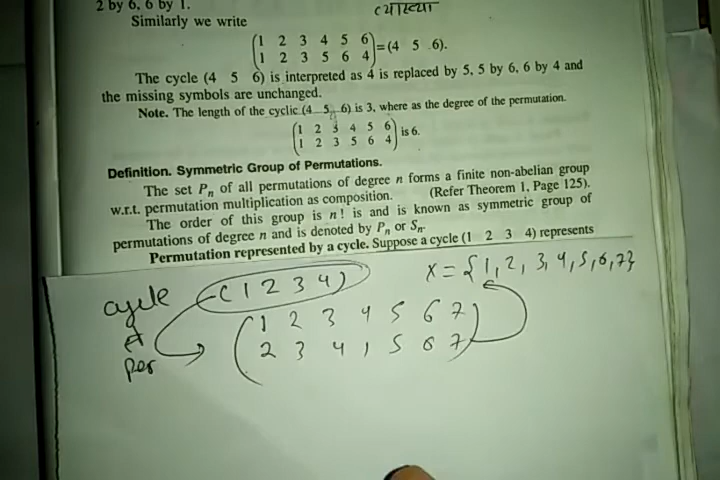 2 by 6, 6 by 1.
व्याख्या
Similarly we write
(1 2 3 4 5 6
1 2 3 5 6 4) = (4 5 6).
The cycle (4 5 6) is interpreted as 4 is replaced by 5, 5 by 6, 6 by 4 and
the missing symbols are unchanged.
Note. The length of the cyclic (4 5 6) is 3, where as the degree of the permutation.
(1 2 3 4 5 6
1 2 3 5 6 4) is 6.
Definition. Symmetric Group of Permutations.
The set Pn of all permutations of degree n forms a finite non-abelian group
w.r.t. permutation multiplication as composition. (Refer Theorem 1, Page 125).
The order of this group is n! is and is known as symmetric group of
permutations of degree n and is denoted by Pn or Sn.
Permutation represented by a cycle. Suppose a cycle (1 2 3 4) represents
cycle (1 2 3 4) X = {1, 2, 3, 4, 5, 6, 7}
(1 2 3 4 5 6 7
per 2 3 4 1 5 6 7)